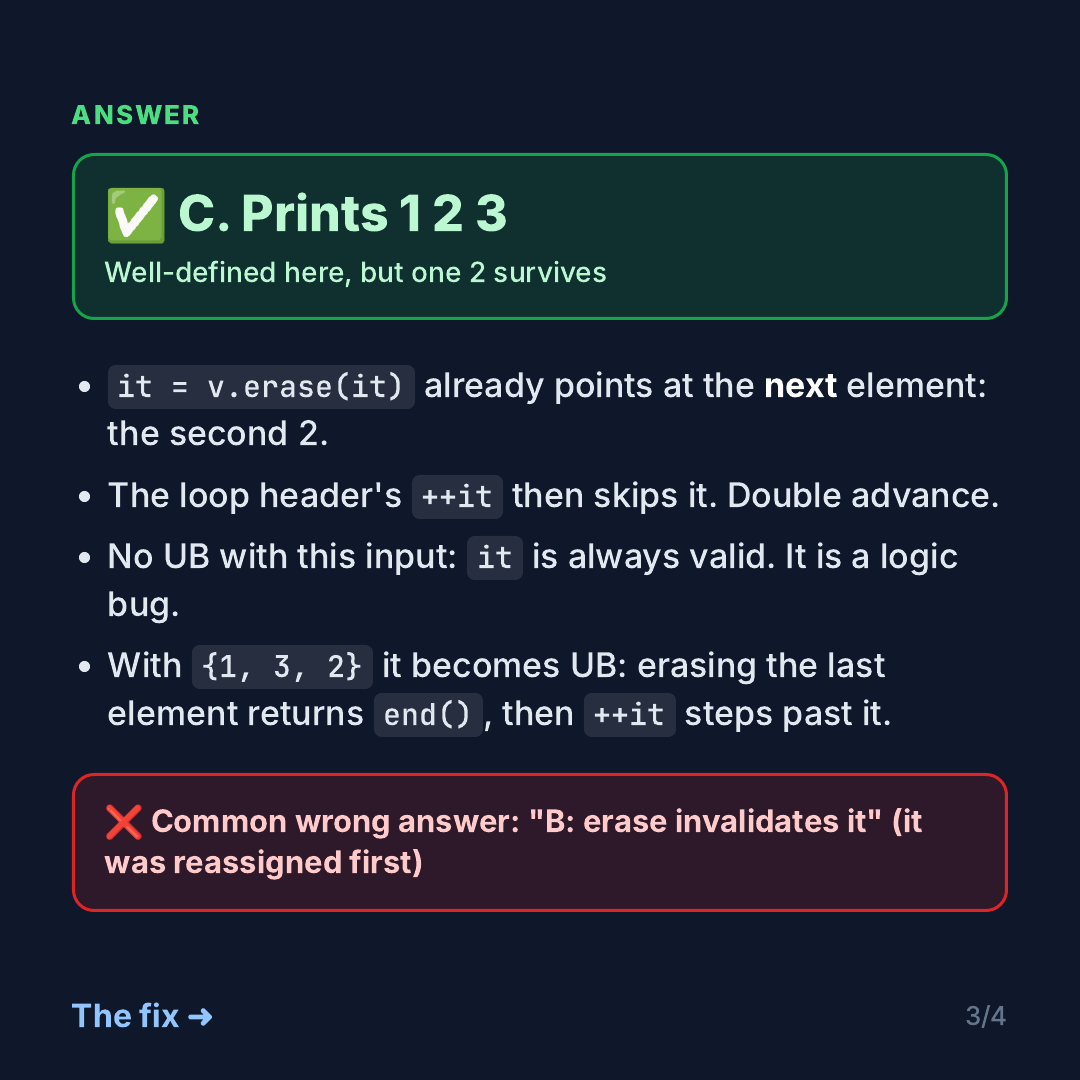 ANSWER
✅ C. Prints 1 2 3
Well-defined here, but one 2 survives
• it = v.erase(it) already points at the next element:
the second 2.
• The loop header's ++it then skips it. Double advance.
• No UB with this input: it is always valid. It is a logic
bug.
• With {1, 3, 2} it becomes UB: erasing the last
element returns end(), then ++it steps past it.
❌ Common wrong answer: "B: erase invalidates it" (it
was reassigned first)
The fix ➜
3/4